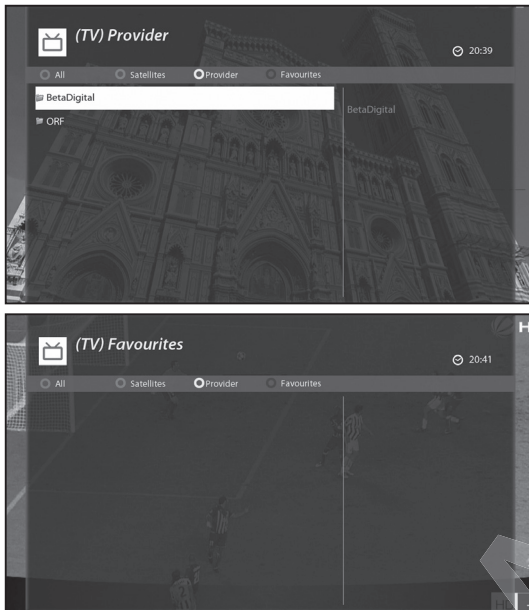 (TV) Provider
20:39
All Satellites Provider Favourites
BetaDigital
BetaDigital
ORF
(TV) Favourites
20:41
All Satellites Provider Favourites
H
HD